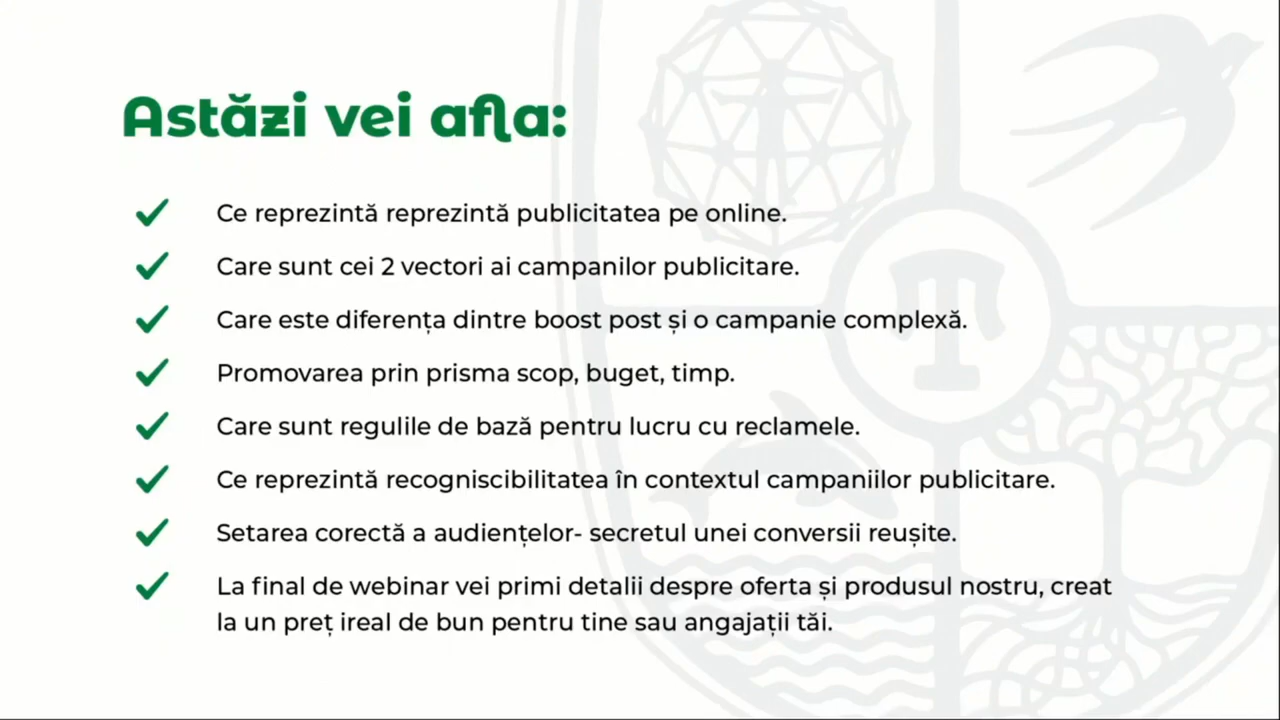 Astăzi vei afla:
Ce reprezintă reprezintă publicitatea pe online.
Care sunt cei 2 vectori ai campanilor publicitare.
Care este diferența dintre boost post și o campanie complexă.
Promovarea prin prisma scop, buget, timp.
Care sunt regulile de bază pentru lucru cu reclamele.
Ce reprezintă recogniscibilitatea în contextul campaniilor publicitare.
Setarea corectă a audiențelor- secretul unei conversii reușite.
La final de webinar vei primi detalii despre oferta și produsul nostru, creat
la un preț ireal de bun pentru tine sau angajații tăi.